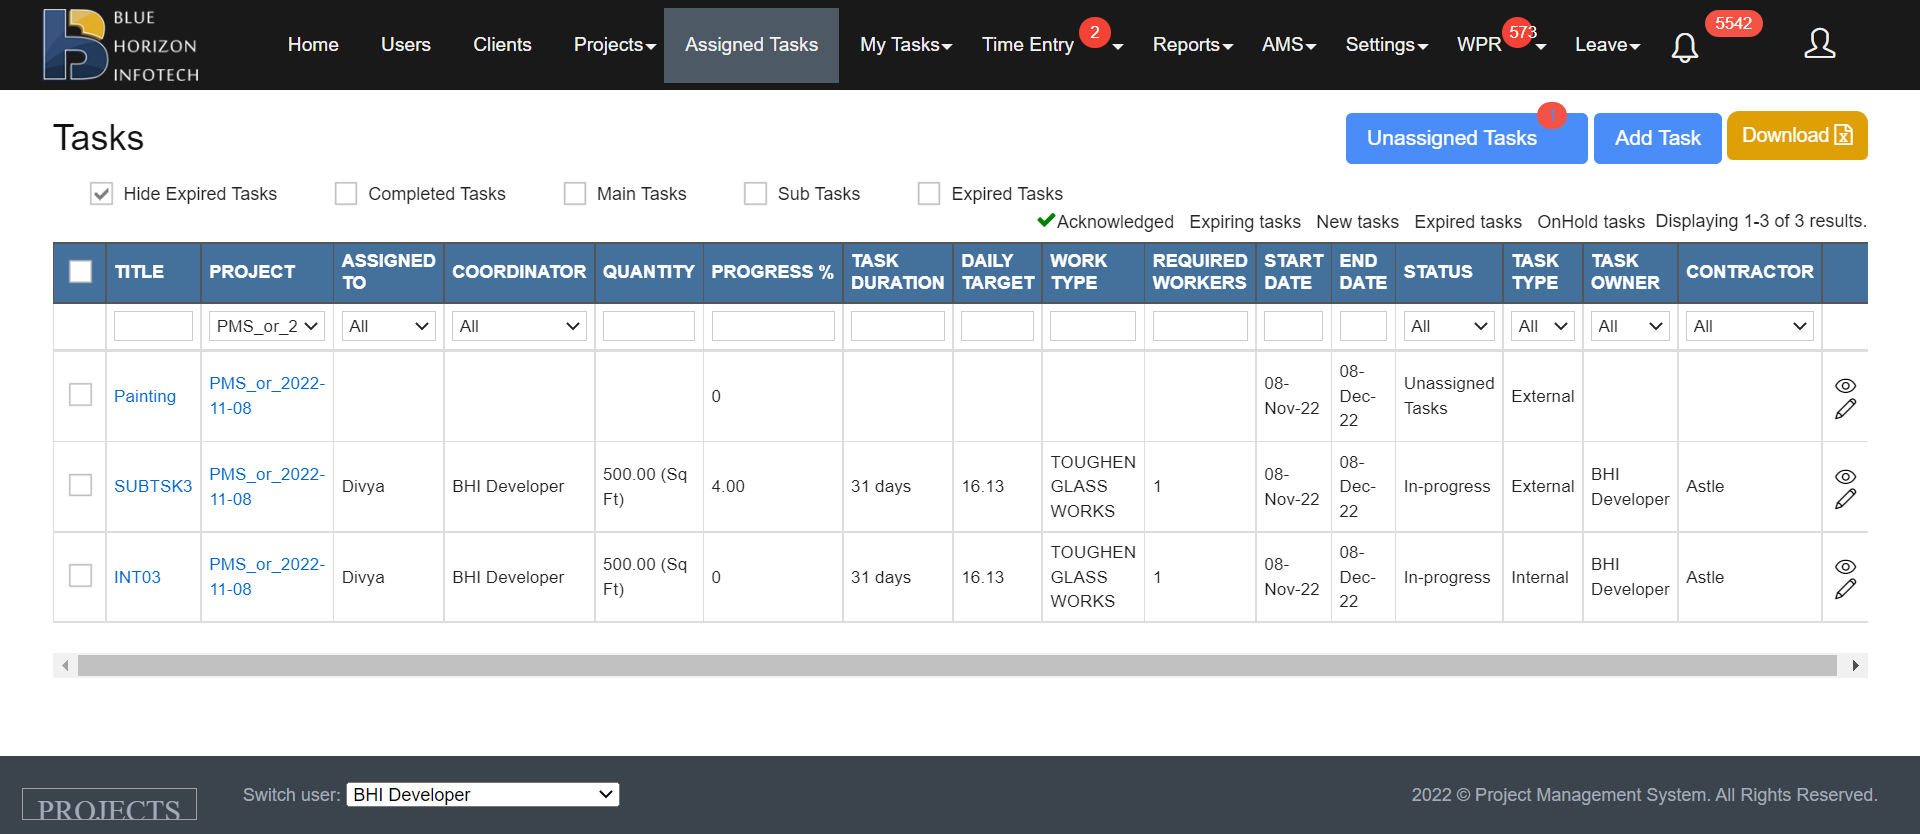 BLUE
HORIZON
INFOTECH
Home Users Clients Projects Assigned Tasks My Tasks Time Entry 2 Reports AMS Settings WPR 573 Leave 5542
Tasks
Unassigned Tasks Add Task Download
Hide Expired Tasks Completed Tasks Main Tasks Sub Tasks Expired Tasks
Acknowledged Expiring tasks New tasks Expired tasks OnHold tasks Displaying 1-3 of 3 results.
TITLE PROJECT ASSIGNED TO COORDINATOR QUANTITY PROGRESS % TASK DURATION DAILY TARGET WORK TYPE REQUIRED WORKERS START DATE END DATE STATUS TASK TYPE TASK OWNER CONTRACTOR
PMS_or_2 All All All All All All
Painting PMS_or_2022-11-08 0 08-Nov-22 08-Dec-22 Unassigned Tasks External
SUBTSK3 PMS_or_2022-11-08 Divya BHI Developer 500.00 (Sq Ft) 4.00 31 days 16.13 TOUGHEN GLASS WORKS 1 08-Nov-22 08-Dec-22 In-progress External BHI Developer Astle
INT03 PMS_or_2022-11-08 Divya BHI Developer 500.00 (Sq Ft) 0 31 days 16.13 TOUGHEN GLASS WORKS 1 08-Nov-22 08-Dec-22 In-progress Internal BHI Developer Astle
PROJECTS
Switch user: BHI Developer
2022 © Project Management System. All Rights Reserved.